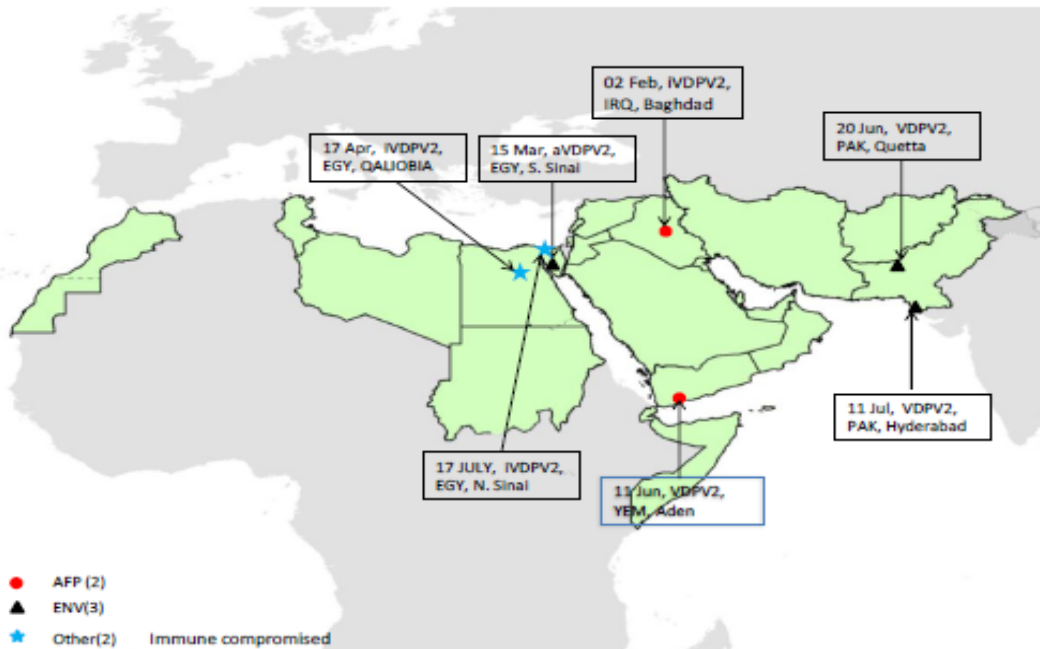 02 Feb, iVDPV2,
IRQ, Baghdad
17 Apr, IVDPV2,
EGY, QALIOBIA
15 Mar, aVDPV2,
EGY, S. Sinai
20 Jun, VDPV2,
PAK, Quetta
11 Jul, VDPV2,
PAK, Hyderabad
17 JULY, IVDPV2,
EGY, N. Sinai
11 Jun, VDPV2,
YEM, Aden
AFP (2)
ENV(3)
Other(2) Immune compromised